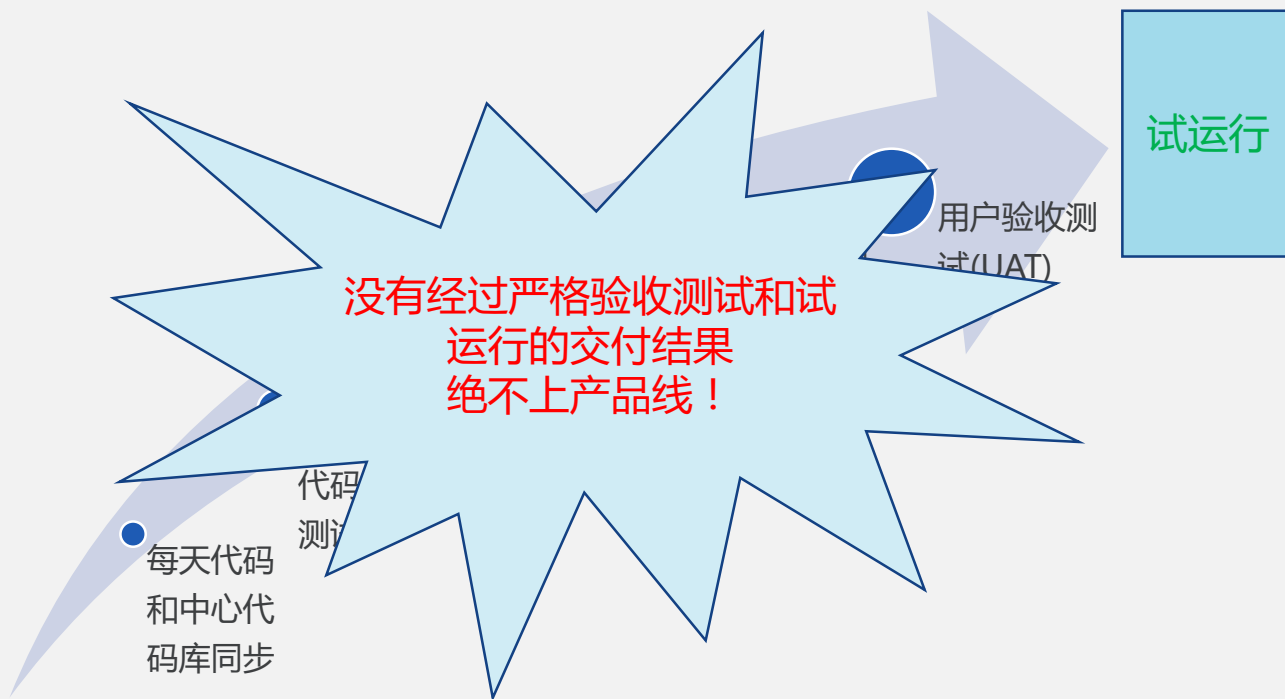 试运行
用户验收测
试(UAT)
没有经过严格验收测试和试
运行的交付结果
绝不上产品线！
代码
测试
每天代码
和中心代
码库同步